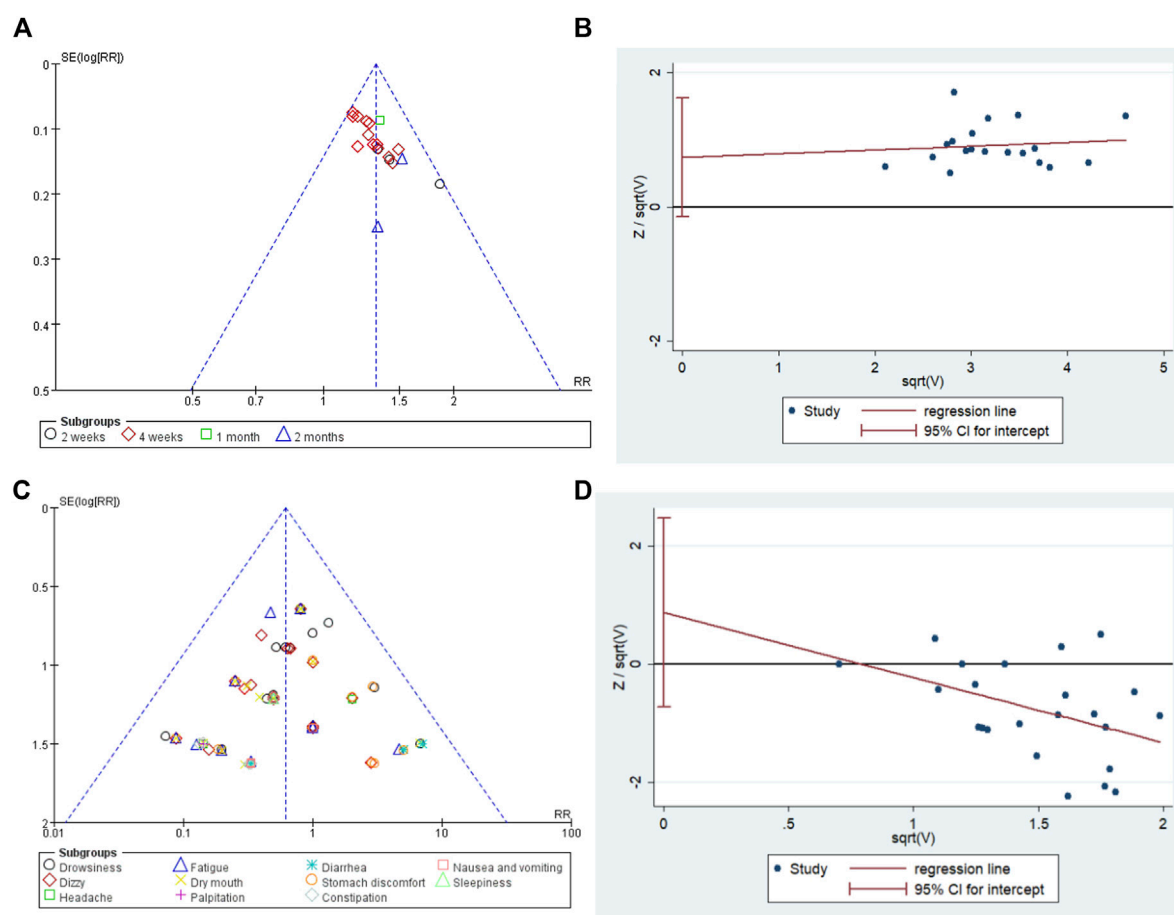 A
SE(log[RR])
0
0.1
0.2
0.3
0.4
0.5
RR
0.5 0.7 1 1.5 2
Subgroups
2 weeks 4 weeks 1 month 2 months
B
Z / sqrt(V)
2
0
-2
0 1 2 3 4 5
sqrt(V)
Study regression line
95% CI for intercept
C
SE(log[RR])
0
0.5
1
1.5
2
RR
0.01 0.1 1 10 100
Subgroups
Drowsiness Fatigue Diarrhea Nausea and vomiting
Dizzy Dry mouth Stomach discomfort Sleepiness
Headache Palpitation Constipation
D
Z / sqrt(V)
2
0
-2
0 .5 1 1.5 2
sqrt(V)
Study regression line
95% CI for intercept